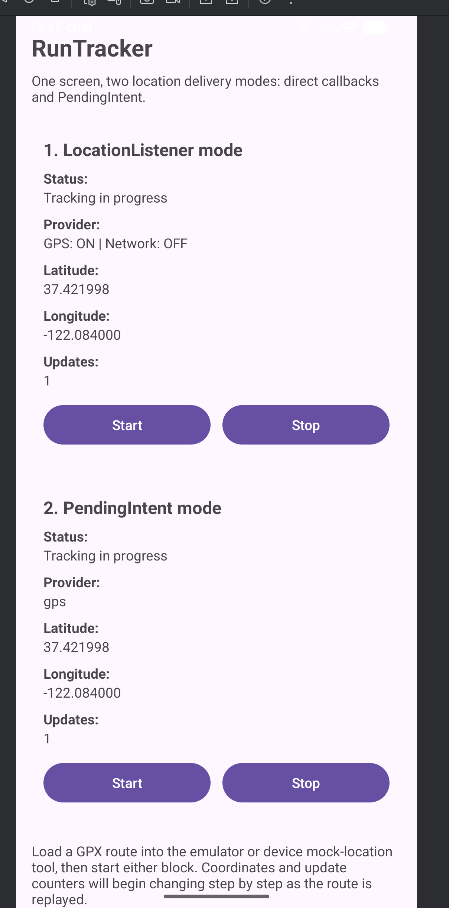 RunTracker
One screen, two location delivery modes: direct callbacks
and PendingIntent.
1. LocationListener mode
Status:
Tracking in progress
Provider:
GPS: ON | Network: OFF
Latitude:
37.421998
Longitude:
-122.084000
Updates:
1
Start Stop
2. PendingIntent mode
Status:
Tracking in progress
Provider:
gps
Latitude:
37.421998
Longitude:
-122.084000
Updates:
1
Start Stop
Load a GPX route into the emulator or device mock-location
tool, then start either block. Coordinates and update
counters will begin changing step by step as the route is
replayed.